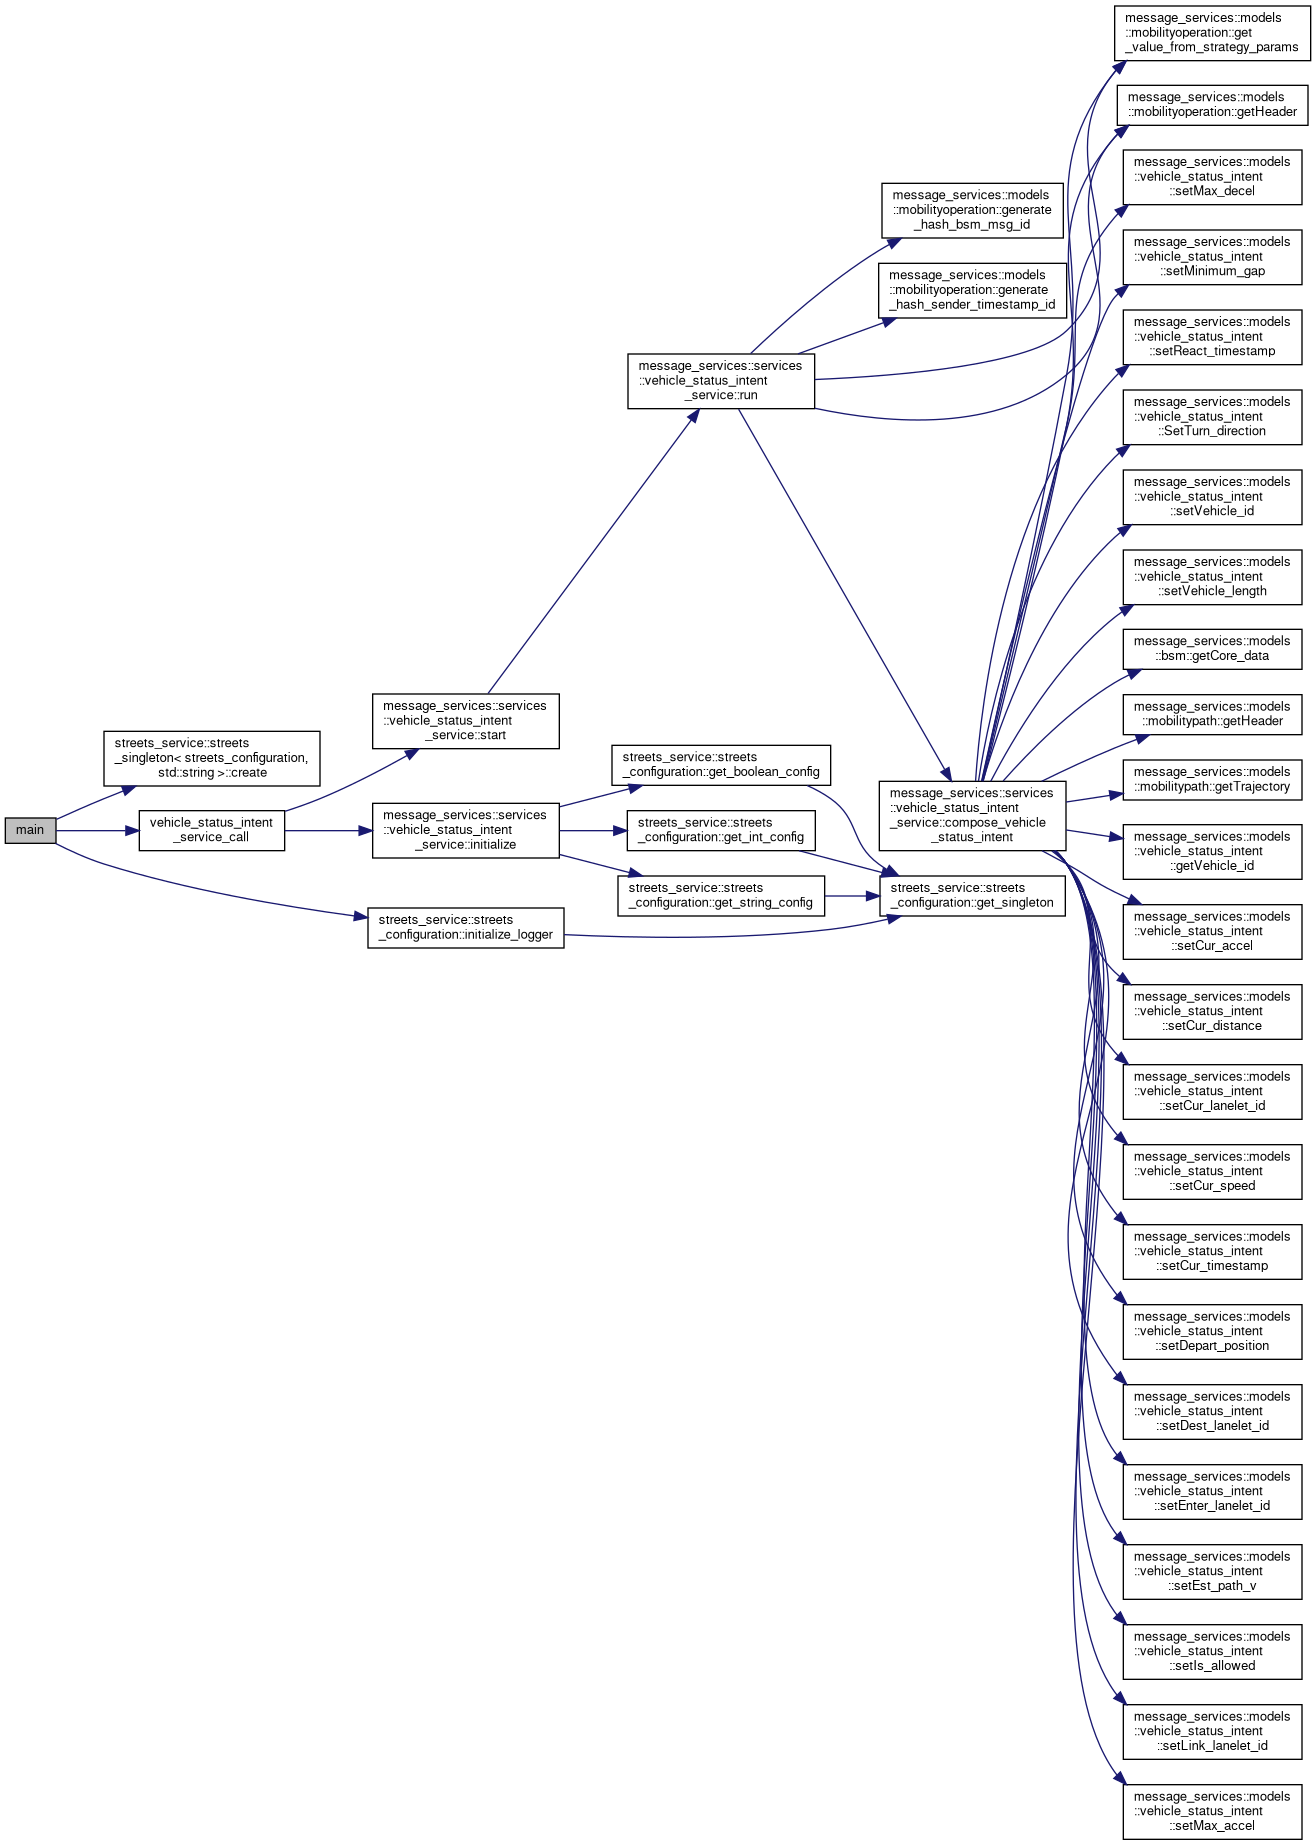 main
streets_service::streets
_singleton< streets_configuration,
std::string >::create
vehicle_status_intent
_service_call
streets_service::streets
_configuration::initialize_logger
message_services::services
::vehicle_status_intent
_service::start
message_services::services
::vehicle_status_intent
_service::initialize
message_services::services
::vehicle_status_intent
_service::run
streets_service::streets
_configuration::get_boolean_config
streets_service::streets
_configuration::get_int_config
streets_service::streets
_configuration::get_string_config
message_services::models
::mobilityoperation::generate
_hash_bsm_msg_id
message_services::models
::mobilityoperation::generate
_hash_sender_timestamp_id
message_services::services
::vehicle_status_intent
_service::compose_vehicle
_status_intent
streets_service::streets
_configuration::get_singleton
message_services::models
::mobilityoperation::get
_value_from_strategy_params
message_services::models
::mobilityoperation::getHeader
message_services::models
::vehicle_status_intent
::setMax_decel
message_services::models
::vehicle_status_intent
::setMinimum_gap
message_services::models
::vehicle_status_intent
::setReact_timestamp
message_services::models
::vehicle_status_intent
::SetTurn_direction
message_services::models
::vehicle_status_intent
::setVehicle_id
message_services::models
::vehicle_status_intent
::setVehicle_length
message_services::models
::bsm::getCore_data
message_services::models
::mobilitypath::getHeader
message_services::models
::mobilitypath::getTrajectory
message_services::models
::vehicle_status_intent
::getVehicle_id
message_services::models
::vehicle_status_intent
::setCur_accel
message_services::models
::vehicle_status_intent
::setCur_distance
message_services::models
::vehicle_status_intent
::setCur_lanelet_id
message_services::models
::vehicle_status_intent
::setCur_speed
message_services::models
::vehicle_status_intent
::setCur_timestamp
message_services::models
::vehicle_status_intent
::setDepart_position
message_services::models
::vehicle_status_intent
::setDest_lanelet_id
message_services::models
::vehicle_status_intent
::setEnter_lanelet_id
message_services::models
::vehicle_status_intent
::setEst_path_v
message_services::models
::vehicle_status_intent
::setIs_allowed
message_services::models
::vehicle_status_intent
::setLink_lanelet_id
message_services::models
::vehicle_status_intent
::setMax_accel